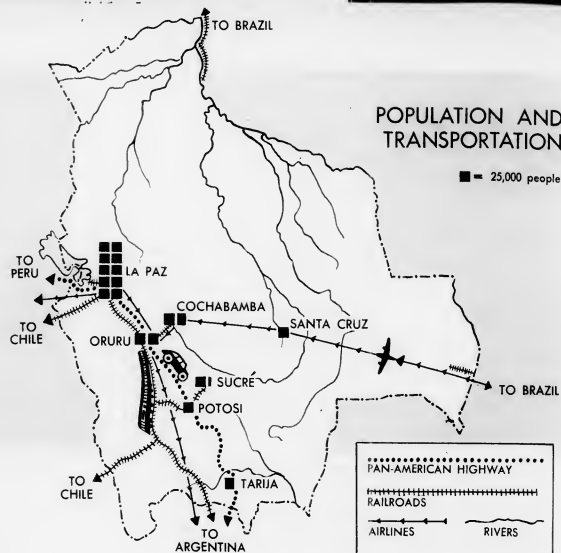 TO BRAZIL
POPULATION AND
TRANSPORTATION
= 25,000 people
TO
PERU
LA PAZ
TO
CHILE
COCHABAMBA
SANTA CRUZ
ORURU
SUCRÉ
TO BRAZIL
POTOSI
TO
CHILE
TARIJA
TO
ARGENTINA
PAN-AMERICAN HIGHWAY
RAILROADS
AIRLINES
RIVERS